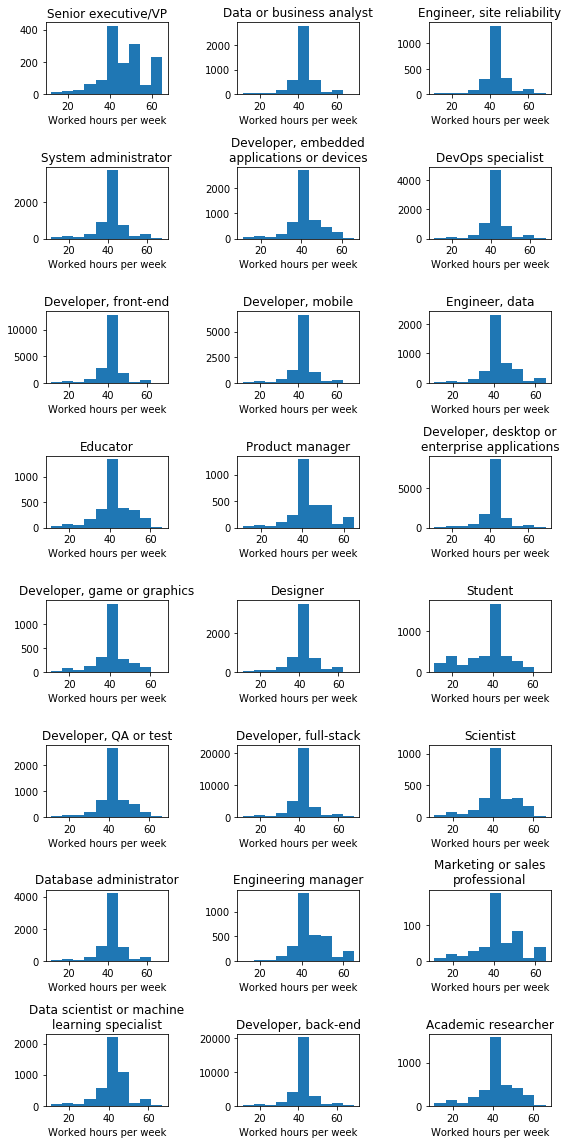 Senior executive/VP
400
200
0
20 40 60
Worked hours per week
Data or business analyst
2000
1000
0
20 40 60
Worked hours per week
Engineer, site reliability
1000
500
0
20 40 60
Worked hours per week
System administrator
2000
0
20 40 60
Worked hours per week
Developer, embedded
applications or devices
2000
1000
0
20 40 60
Worked hours per week
DevOps specialist
4000
2000
0
20 40 60
Worked hours per week
Developer, front-end
10000
5000
0
20 40 60
Worked hours per week
Developer, mobile
5000
2500
0
20 40 60
Worked hours per week
Engineer, data
2000
1000
0
20 40 60
Worked hours per week
Educator
1000
500
0
20 40 60
Worked hours per week
Product manager
1000
500
0
20 40 60
Worked hours per week
Developer, desktop or
enterprise applications
5000
0
20 40 60
Worked hours per week
Developer, game or graphics
1000
500
0
20 40 60
Worked hours per week
Designer
2000
0
20 40 60
Worked hours per week
Student
1000
0
20 40 60
Worked hours per week
Developer, QA or test
2000
1000
0
20 40 60
Worked hours per week
Developer, full-stack
20000
10000
0
20 40 60
Worked hours per week
Scientist
1000
500
0
20 40 60
Worked hours per week
Database administrator
4000
2000
0
20 40 60
Worked hours per week
Engineering manager
1000
500
0
20 40 60
Worked hours per week
Marketing or sales
professional
100
0
20 40 60
Worked hours per week
Data scientist or machine
learning specialist
2000
1000
0
20 40 60
Worked hours per week
Developer, back-end
20000
10000
0
20 40 60
Worked hours per week
Academic researcher
1000
0
20 40 60
Worked hours per week